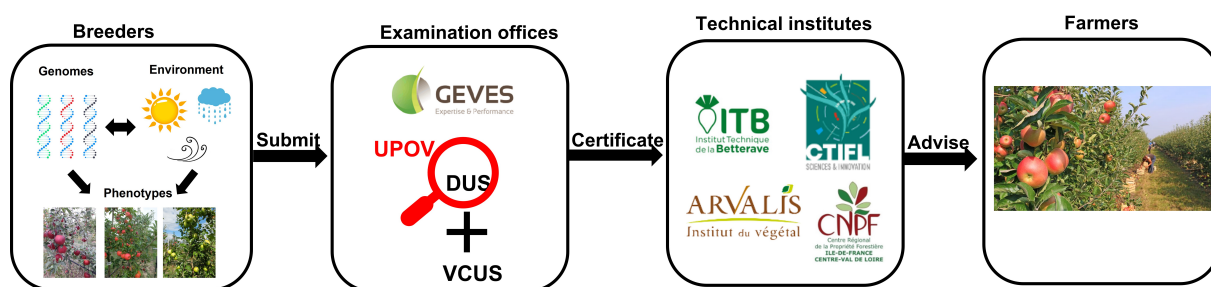 Breeders
Genomes
Environment
Phenotypes
Submit
Examination offices
GEVES
Expertise & Performance
UPOV
DUS
VCUS
Certificate
Technical institutes
ITB
Institut Technique
de la Betterave
CTIFL
SCIENCES & INNOVATION
ARVALIS
Institut du végétal
CNPF
Centre Régional
de la Propriété Forestière
ILE-DE-FRANCE
CENTRE-VAL DE LOIRE
Advise
Farmers